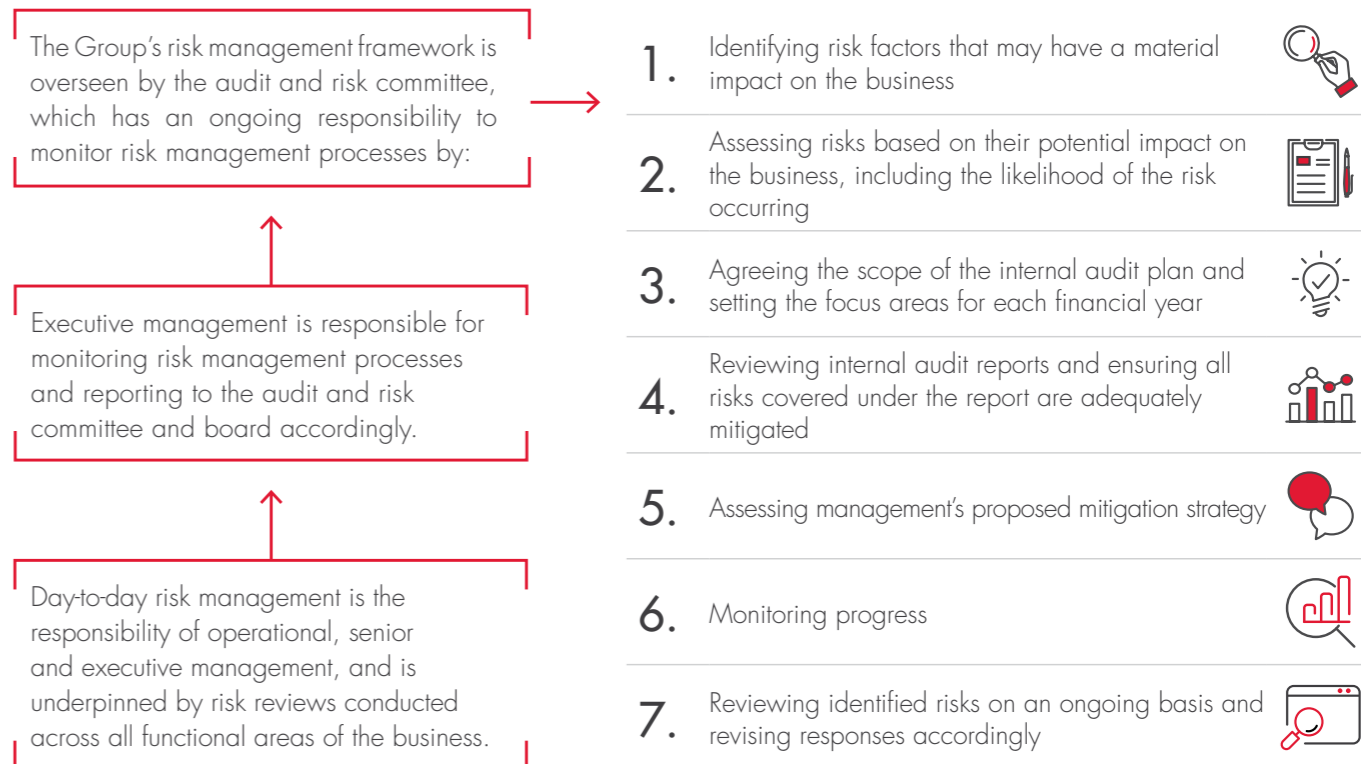 The Group's risk management framework is
overseen by the audit and risk committee,
which has an ongoing responsibility to
monitor risk management processes by:
Executive management is responsible for
monitoring risk management processes
and reporting to the audit and risk
committee and board accordingly.
Day-to-day risk management is the
responsibility of operational, senior
and executive management, and is
underpinned by risk reviews conducted
across all functional areas of the business.
1. Identifying risk factors that may have a material
impact on the business
2. Assessing risks based on their potential impact on
the business, including the likelihood of the risk
occurring
3. Agreeing the scope of the internal audit plan and
setting the focus areas for each financial year
4. Reviewing internal audit reports and ensuring all
risks covered under the report are adequately
mitigated
5. Assessing management's proposed mitigation strategy
6. Monitoring progress
7. Reviewing identified risks on an ongoing basis and
revising responses accordingly